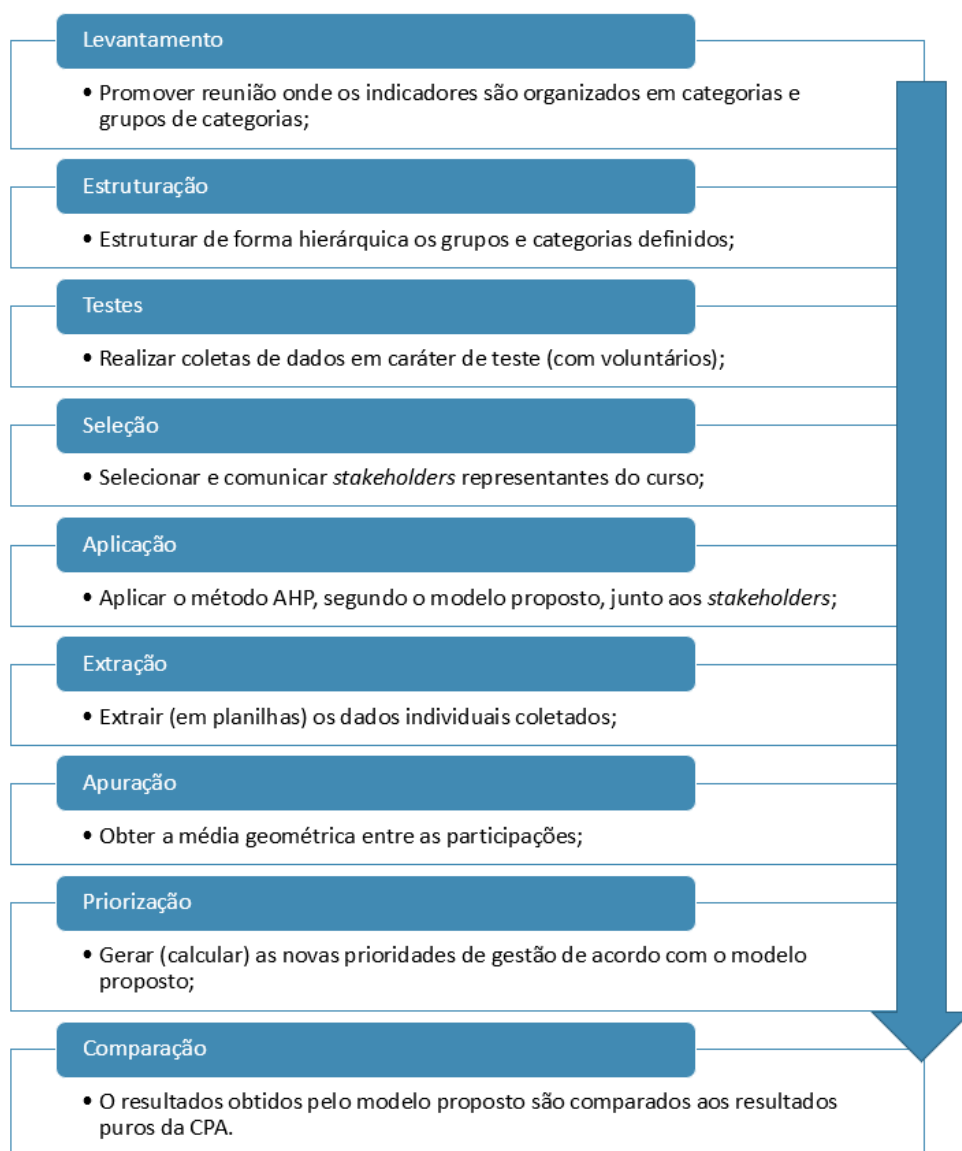 Levantamento
• Promover reunião onde os indicadores são organizados em categorias e
grupos de categorias;
Estruturação
• Estruturar de forma hierárquica os grupos e categorias definidos;
Testes
• Realizar coletas de dados em caráter de teste (com voluntários);
Seleção
• Selecionar e comunicar stakeholders representantes do curso;
Aplicação
• Aplicar o método AHP, segundo o modelo proposto, junto aos stakeholders;
Extração
• Extrair (em planilhas) os dados individuais coletados;
Apuração
• Obter a média geométrica entre as participações;
Priorização
• Gerar (calcular) as novas prioridades de gestão de acordo com o modelo
proposto;
Comparação
• O resultados obtidos pelo modelo proposto são comparados aos resultados
puros da CPA.